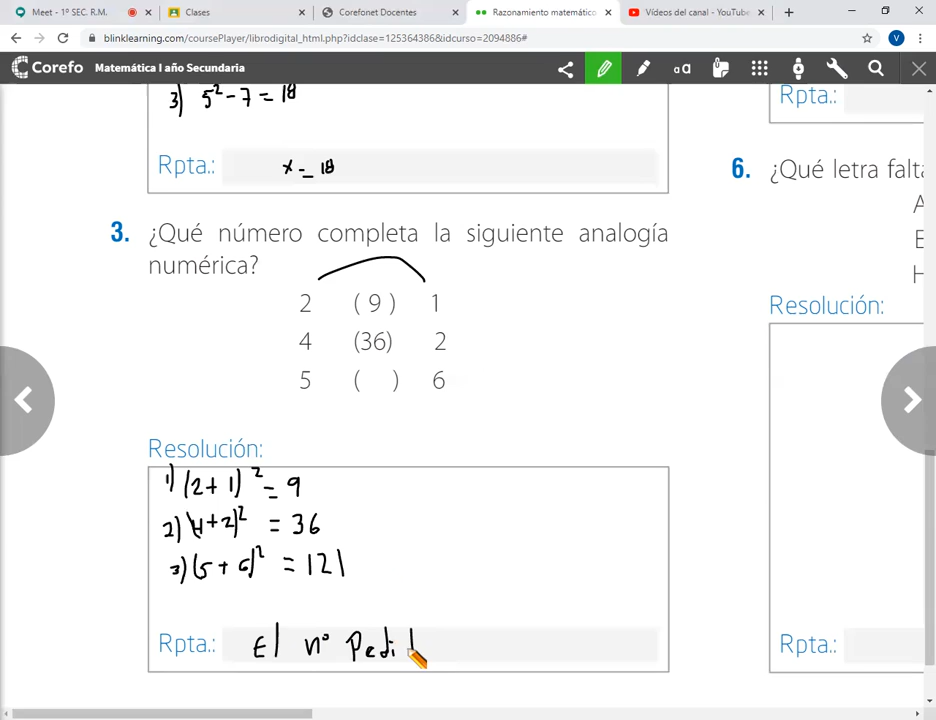 Meet - 1º SEC. R.M.
Clases
Corefonet Docentes
Razonamiento matemático
Vídeos del canal - YouTube
blinklearning.com/coursePlayer/librodigital_html.php?idclase=125364386&idcurso=2094886#
V
Corefo Matemática I año Secundaria
aa
3) 5² - 7 = 18
Rpta.: x = 18
3. ¿Qué número completa la siguiente analogía
numérica?
2 ( 9 ) 1
4 (36) 2
5 ( ) 6
Resolución:
1) (2 + 1)² = 9
2) (4 + 2)² = 36
3) (5 + 6)² = 121
Rpta.: El nº Pedi
Rpta.:
6. ¿Qué letra falta
A
E
H
Resolución:
Rpta.: